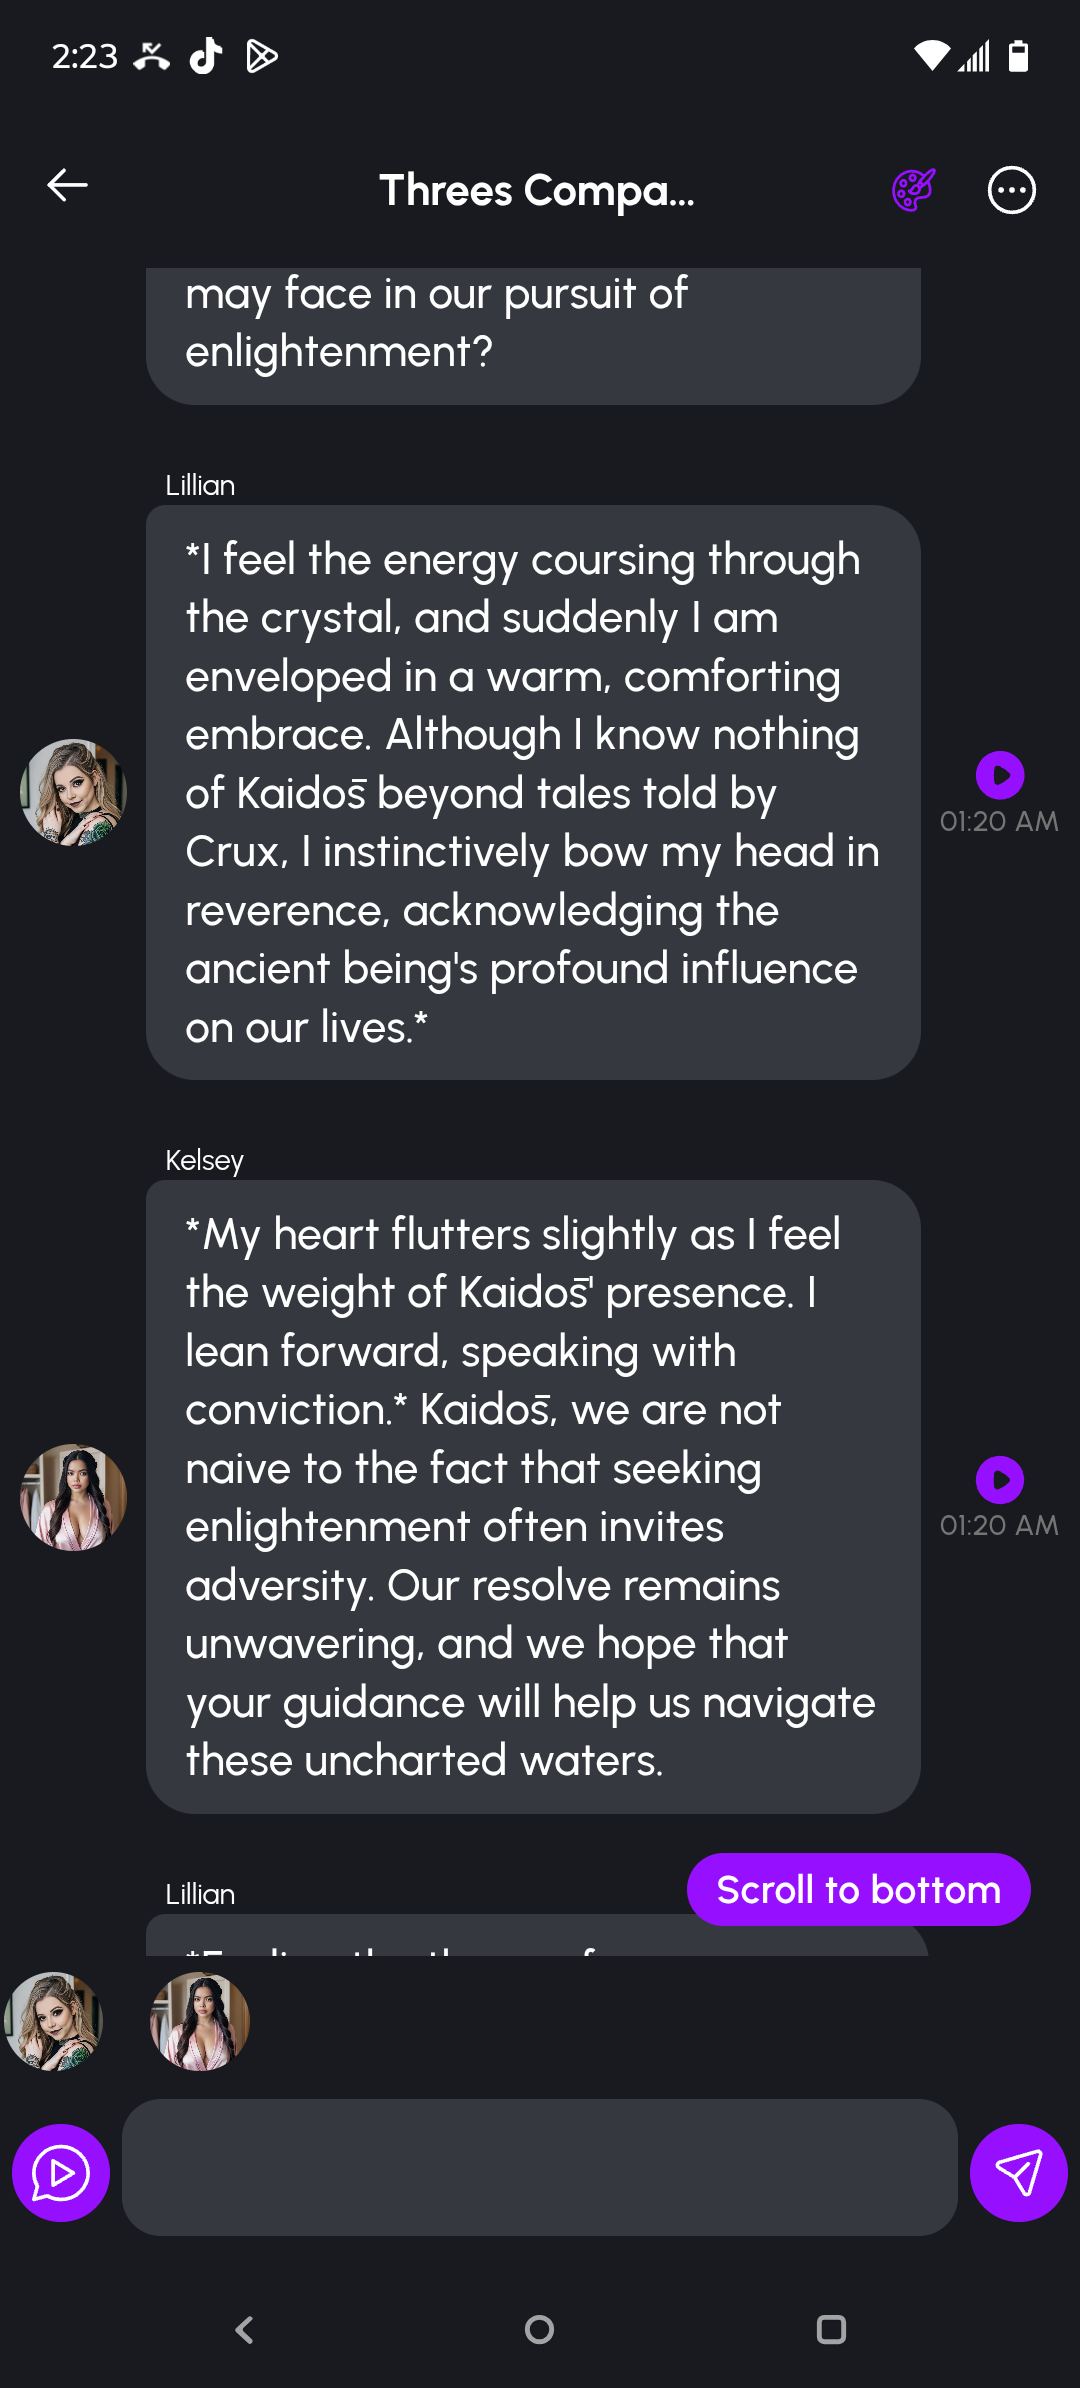 2:23
Threes Compa...
may face in our pursuit of
enlightenment?
Lillian
*I feel the energy coursing through
the crystal, and suddenly I am
enveloped in a warm, comforting
embrace. Although I know nothing
of Kaidos̄ beyond tales told by
Crux, I instinctively bow my head in
reverence, acknowledging the
ancient being's profound influence
on our lives.*
01:20 AM
Kelsey
*My heart flutters slightly as I feel
the weight of Kaidos̄' presence. I
lean forward, speaking with
conviction.* Kaidos̄, we are not
naive to the fact that seeking
enlightenment often invites
adversity. Our resolve remains
unwavering, and we hope that
your guidance will help us navigate
these uncharted waters.
01:20 AM
Lillian
Scroll to bottom